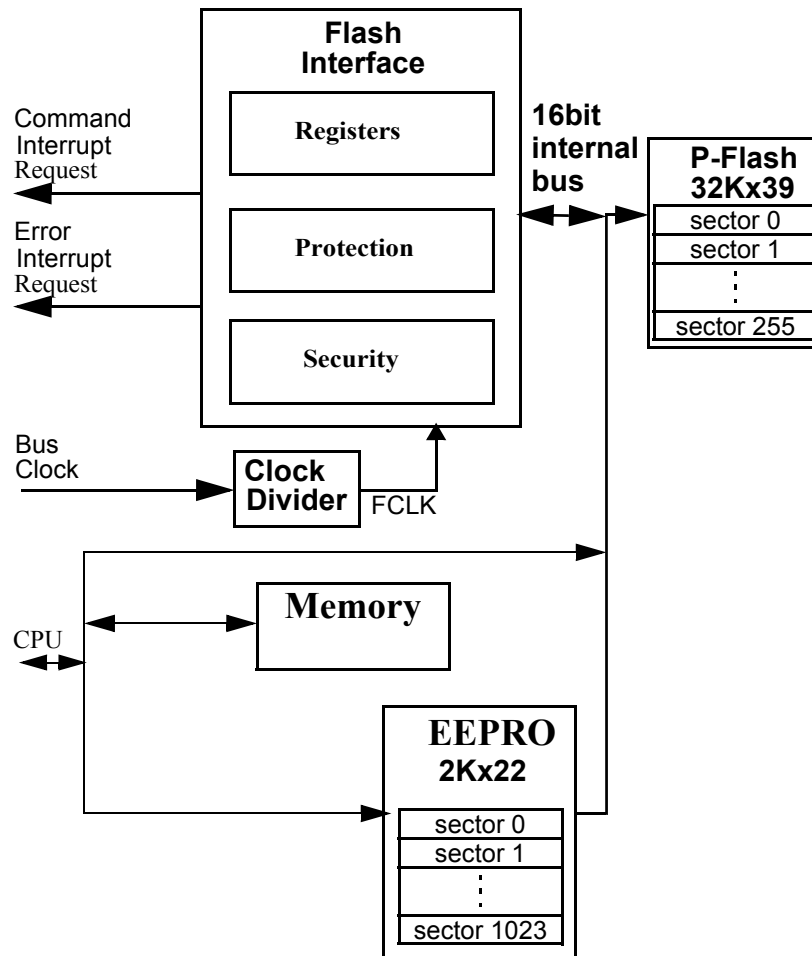 Flash
Interface
Registers
Protection
Security
Command
Interrupt
Request
Error
Interrupt
Request
16bit
internal
bus
P-Flash
32Kx39
sector 0
sector 1
sector 255
Bus
Clock
Clock
Divider
FCLK
Memory
CPU
EEPRO
2Kx22
sector 0
sector 1
sector 1023